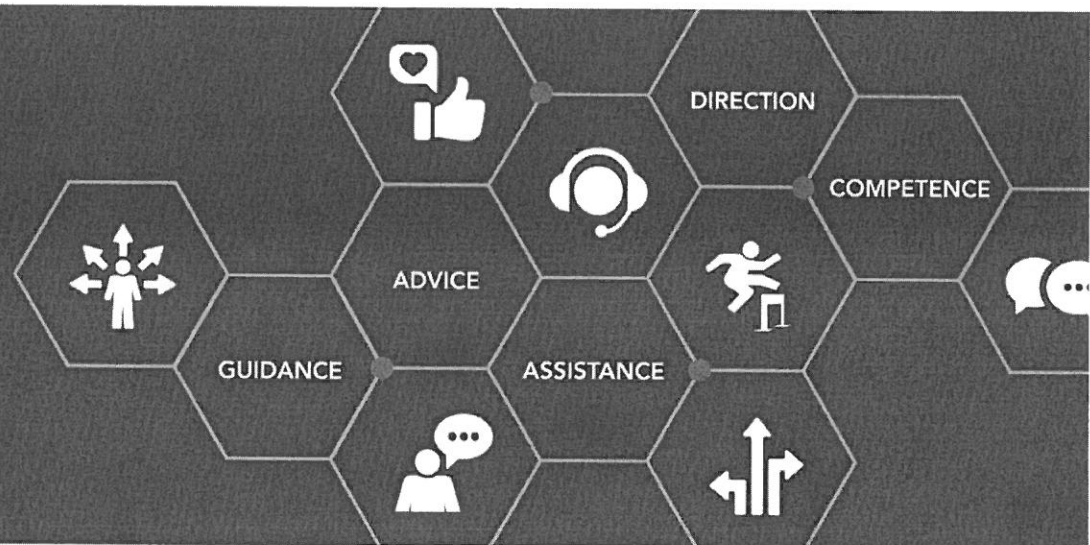 DIRECTION
COMPETENCE
ADVICE
GUIDANCE
ASSISTANCE